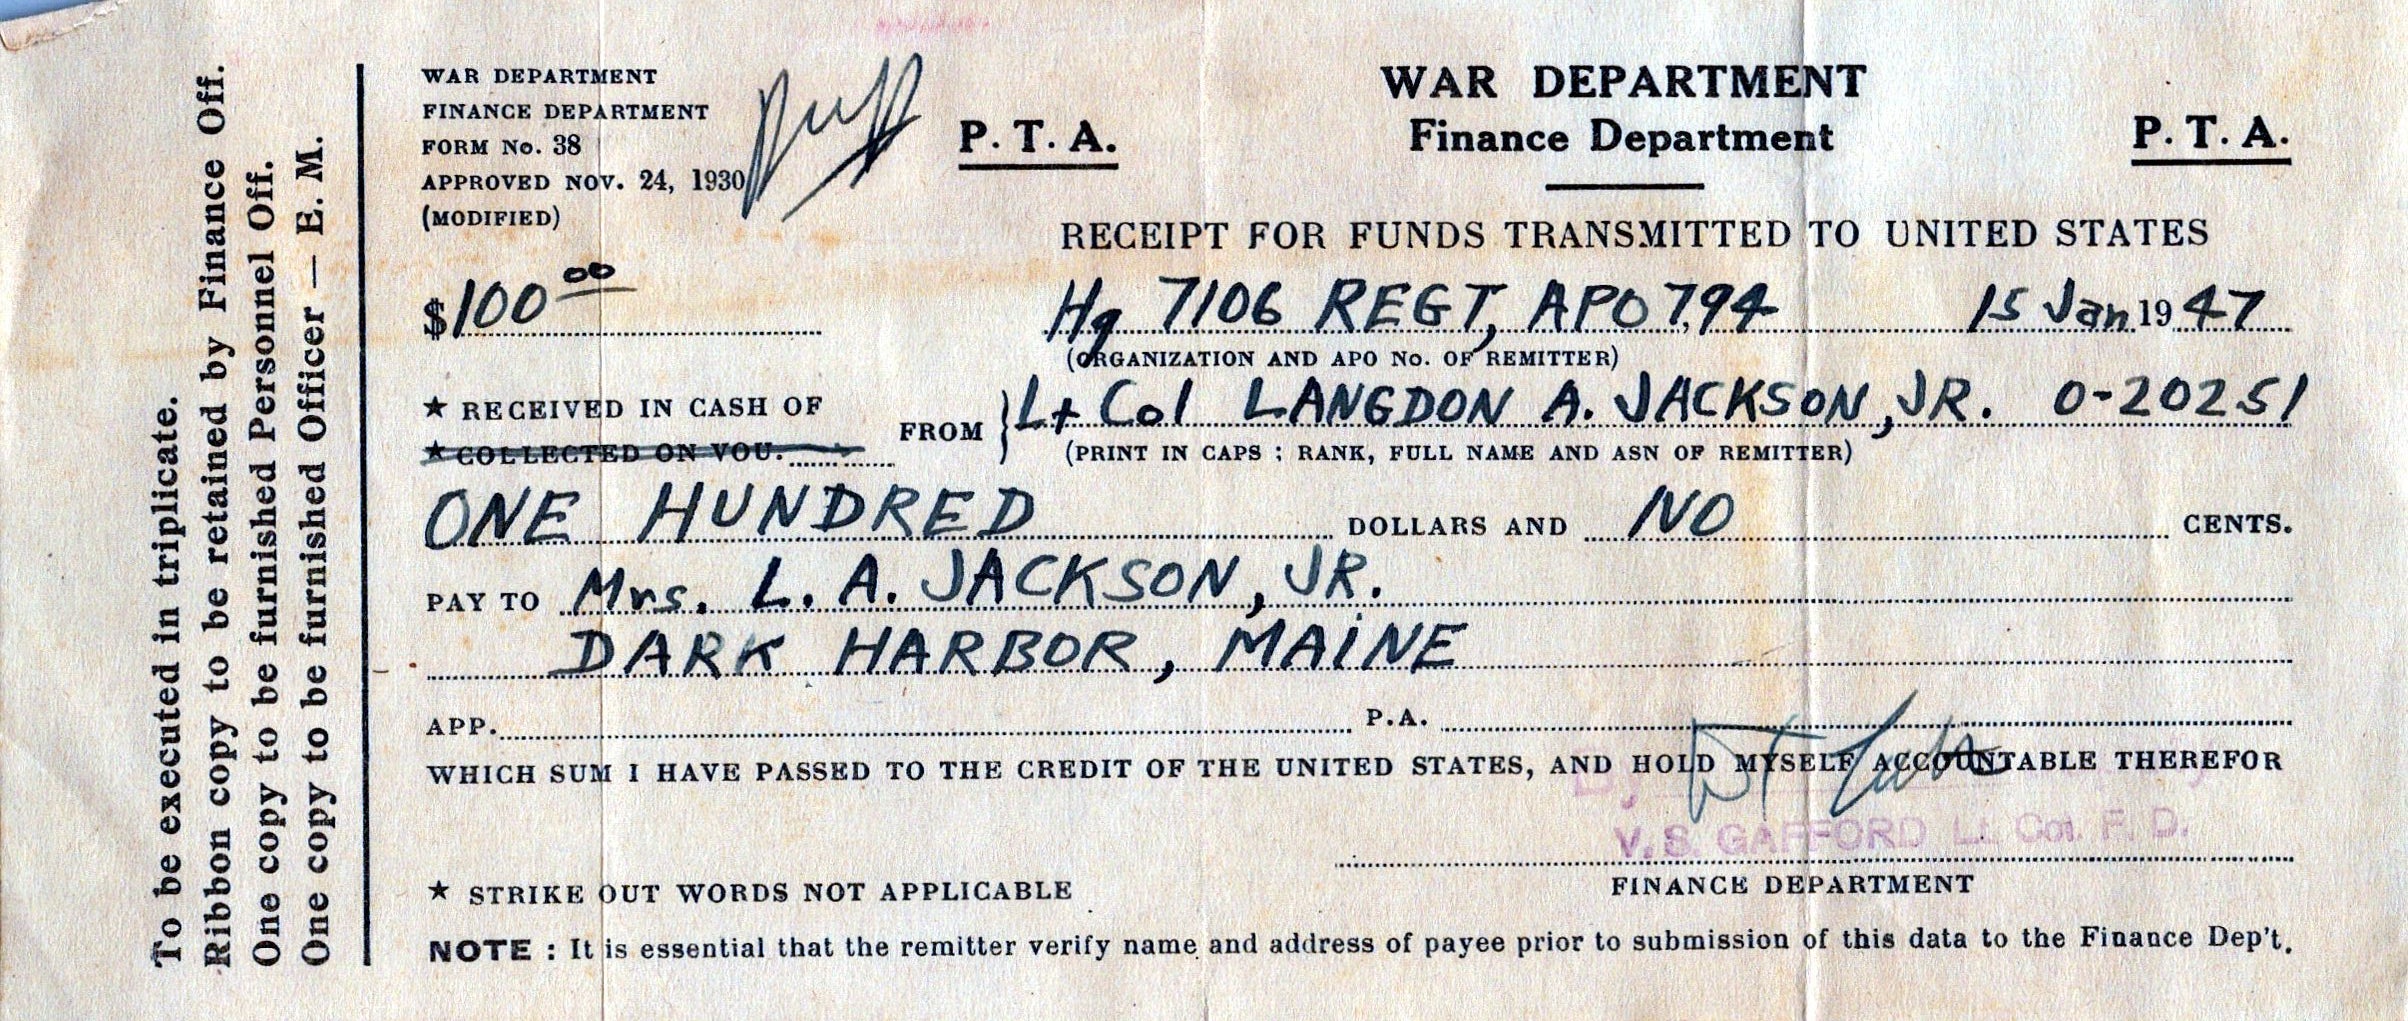 To be executed in triplicate.
Ribbon copy to be retained by Finance Off.
One copy to be furnished Personnel Off.
One copy to be furnished Officer — E. M.
WAR DEPARTMENT
FINANCE DEPARTMENT
FORM No. 38
APPROVED NOV. 24, 1930
(MODIFIED)
P. T. A.
WAR DEPARTMENT
Finance Department
P. T. A.
RECEIPT FOR FUNDS TRANSMITTED TO UNITED STATES
$100 00
Hq 7106 REGT, APO 794 15 Jan 1947
(ORGANIZATION AND APO No. OF REMITTER)
★ RECEIVED IN CASH OF
★ COLLECTED ON VOU.
FROM } Lt Col LANGDON A. JACKSON, JR. O-20251
(PRINT IN CAPS ; RANK, FULL NAME AND ASN OF REMITTER)
ONE HUNDRED DOLLARS AND NO CENTS.
PAY TO Mrs. L. A. JACKSON, JR.
DARK HARBOR, MAINE
APP. P.A.
WHICH SUM I HAVE PASSED TO THE CREDIT OF THE UNITED STATES, AND HOLD MYSELF ACCOUNTABLE THEREFOR
V. S. GAFFORD Lt. Col. F. D.
FINANCE DEPARTMENT
★ STRIKE OUT WORDS NOT APPLICABLE
NOTE : It is essential that the remitter verify name and address of payee prior to submission of this data to the Finance Dep't.